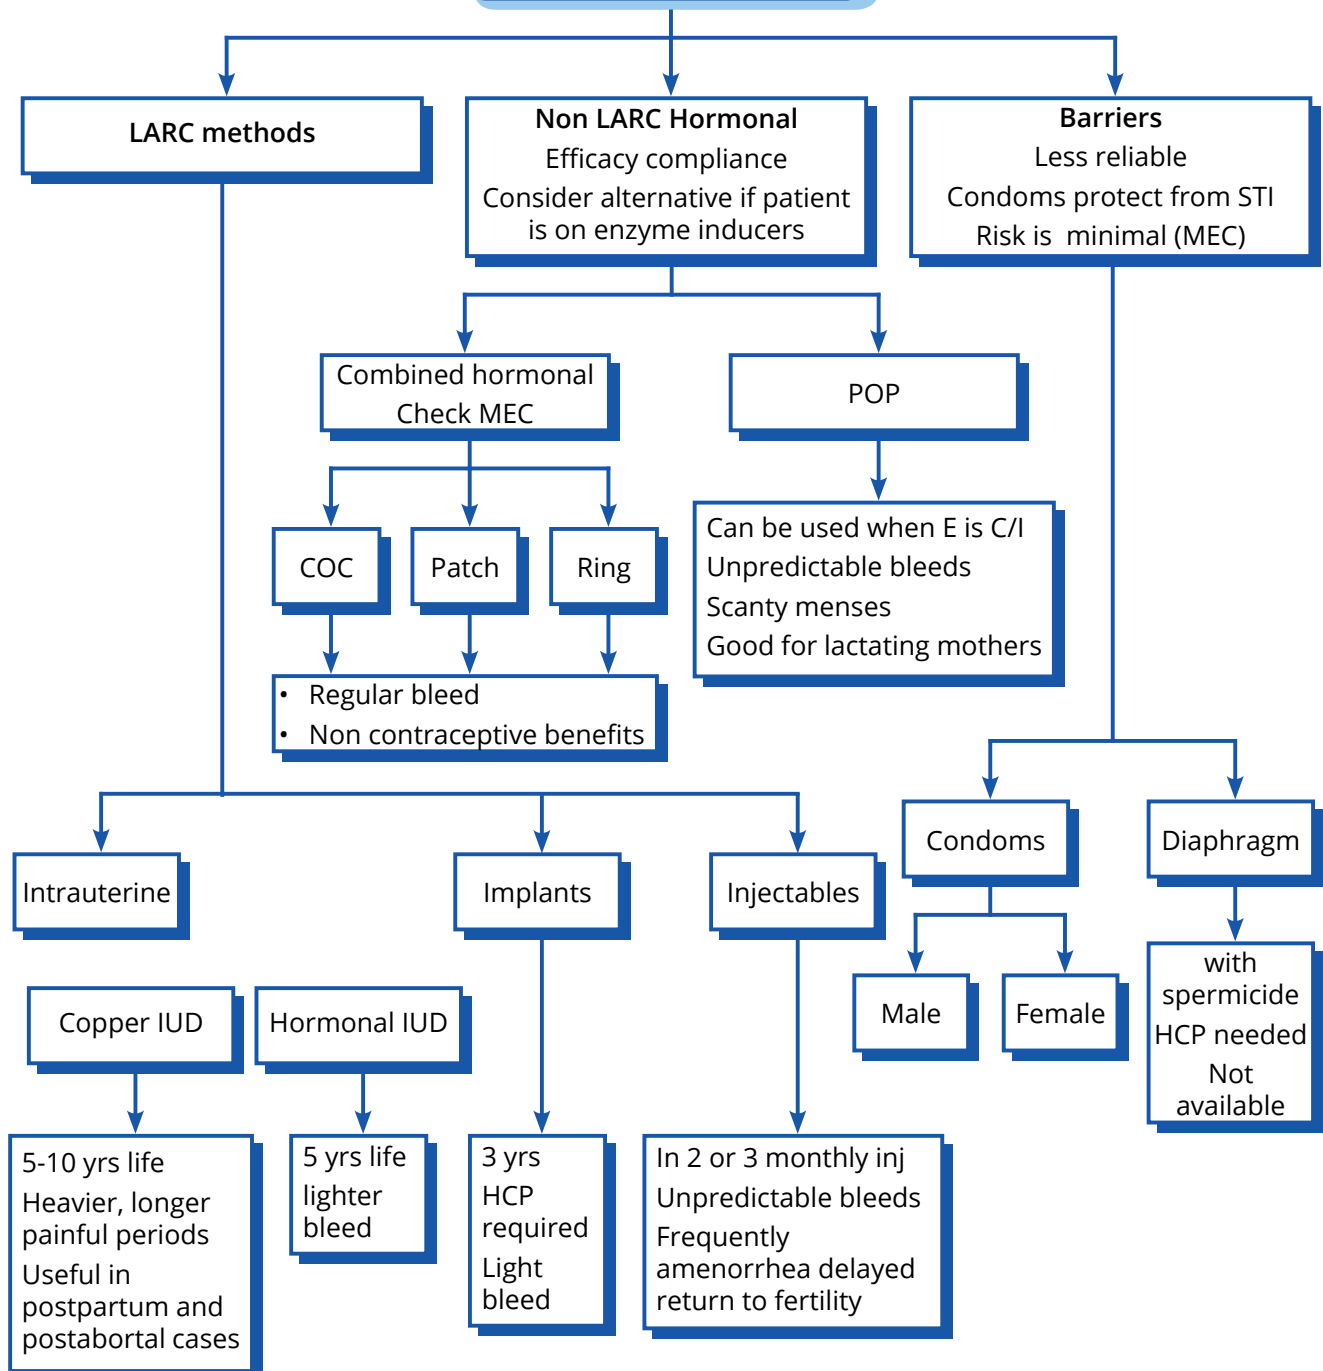 LARC methods
Non LARC Hormonal
Efficacy compliance
Consider alternative if patient
is on enzyme inducers
Barriers
Less reliable
Condoms protect from STI
Risk is minimal (MEC)
Combined hormonal
Check MEC
POP
COC
Patch
Ring
Can be used when E is C/I
Unpredictable bleeds
Scanty menses
Good for lactating mothers
• Regular bleed
• Non contraceptive benefits
Intrauterine
Implants
Injectables
Condoms
Diaphragm
Copper IUD
Hormonal IUD
Male
Female
with
spermicide
HCP needed
Not
available
5-10 yrs life
Heavier, longer
painful periods
Useful in
postpartum and
postabortal cases
5 yrs life
lighter
bleed
3 yrs
HCP
required
Light
bleed
In 2 or 3 monthly inj
Unpredictable bleeds
Frequently
amenorrhea delayed
return to fertility